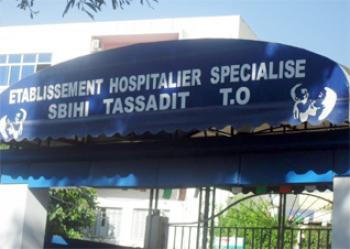 ETABLISSEMENT HOSPITALIER SPECIALISE
SBIHI TASSADIT T.O